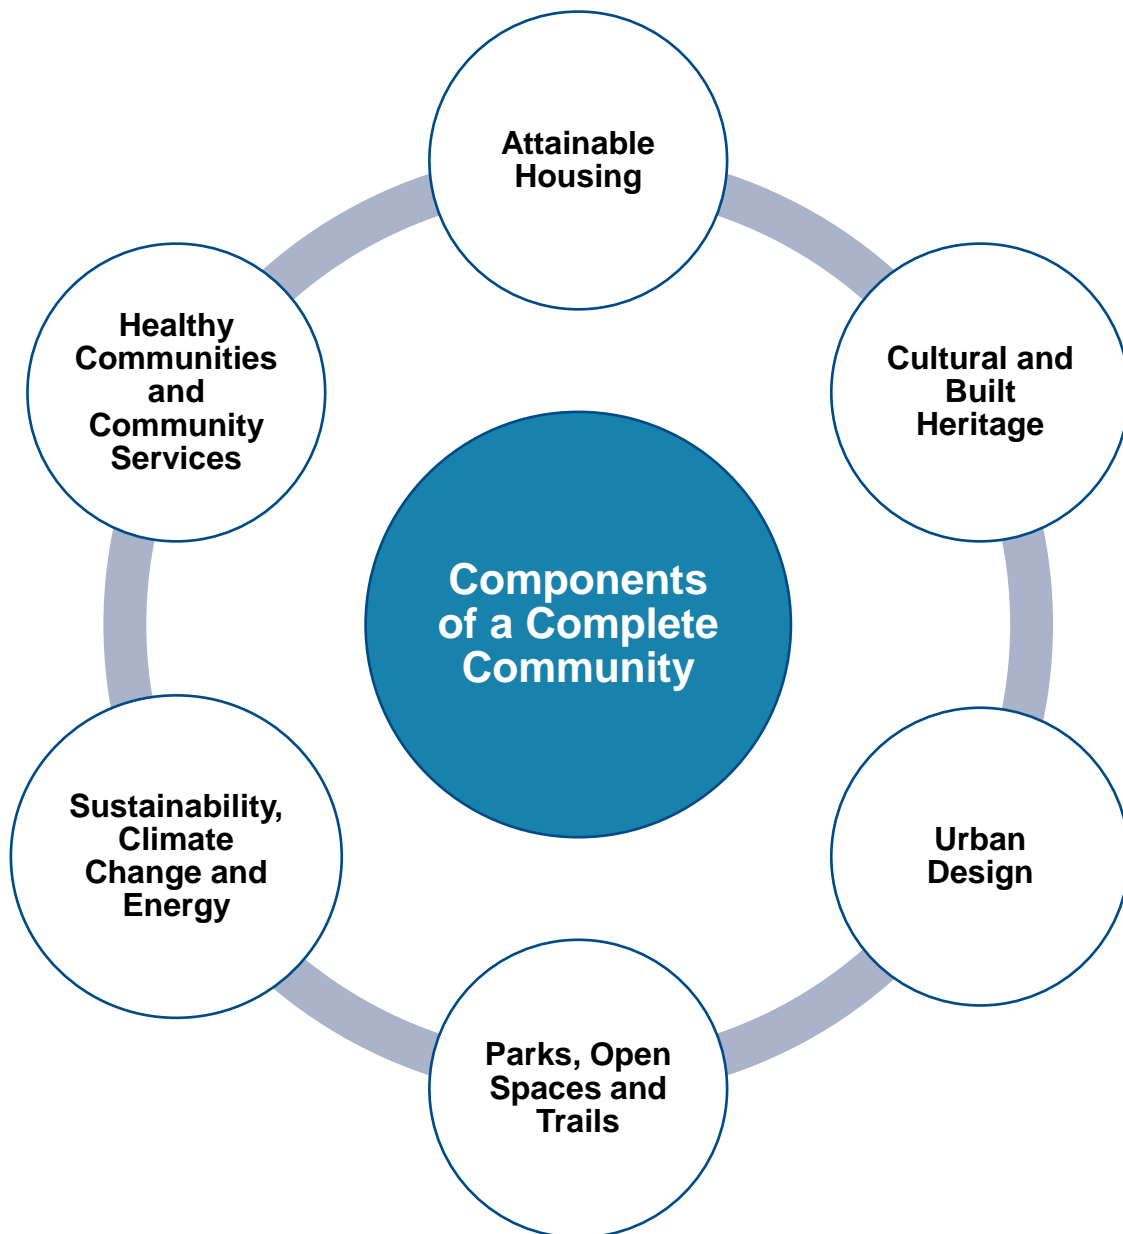 Attainable
Housing
Cultural and
Built
Heritage
Urban
Design
Parks, Open
Spaces and
Trails
Sustainability,
Climate
Change and
Energy
Healthy
Communities
and
Community
Services
Components
of a Complete
Community